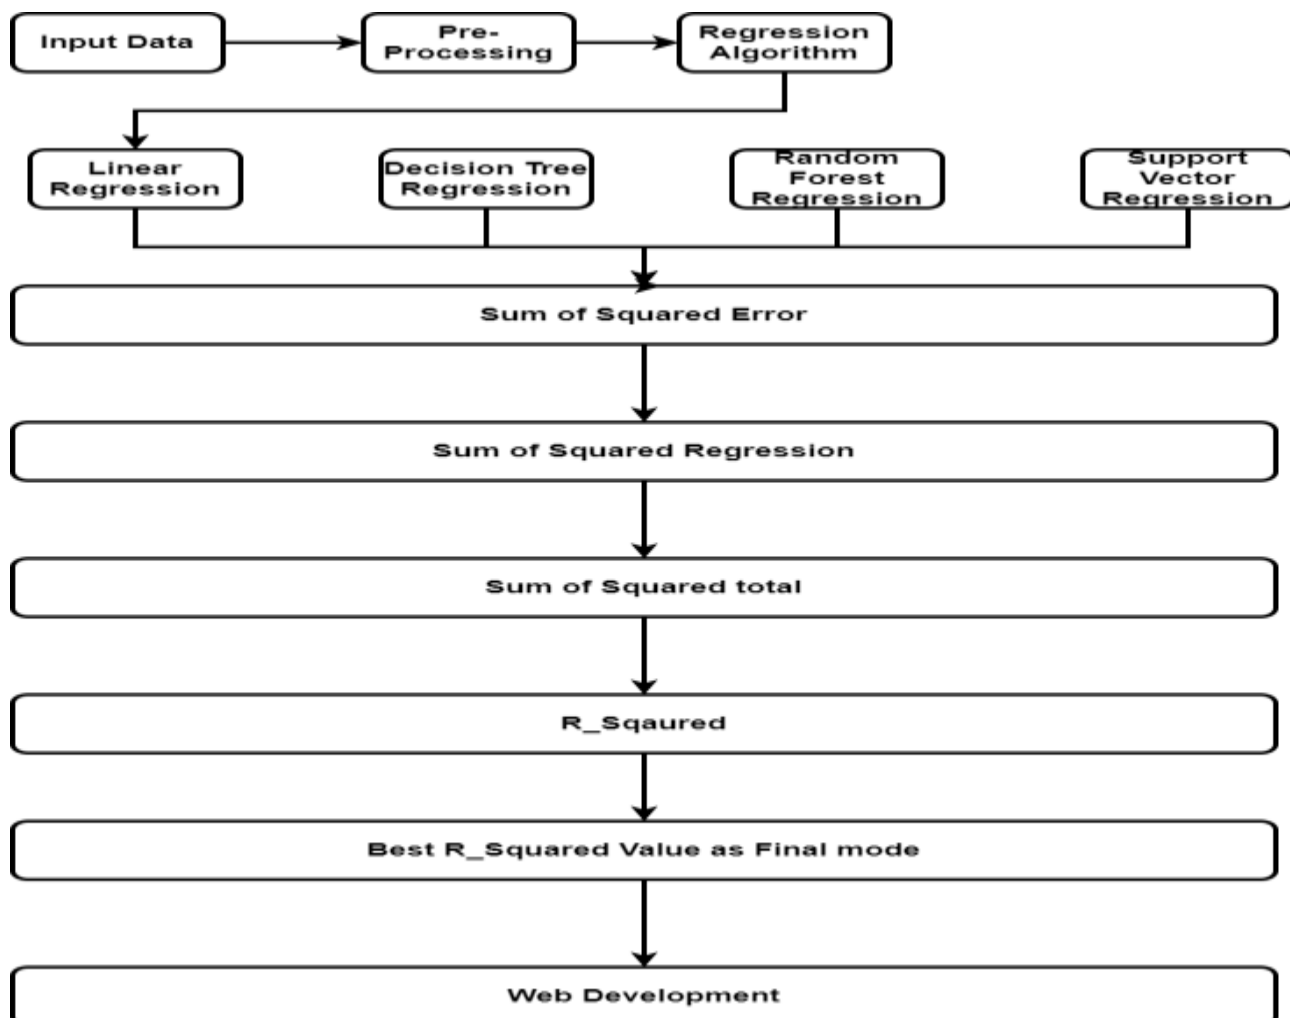 Input Data
Pre-
Processing
Regression
Algorithm
Linear
Regression
Decision Tree
Regression
Random
Forest
Regression
Support
Vector
Regression
Sum of Squared Error
Sum of Squared Regression
Sum of Squared total
R_Sqaured
Best R_Squared Value as Final mode
Web Development